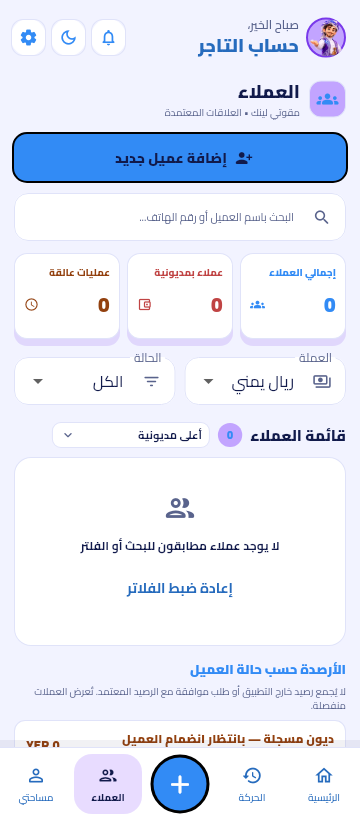 صباح الخير،
حساب التاجر
العملاء
مقوتي لينك • العلاقات المعتمدة
إضافة عميل جديد
البحث باسم العميل أو رقم الهاتف...
إجمالي العملاء
0
عملاء بمديونية
0
عمليات عالقة
0
العملة
ريال يمني
الحالة
الكل
قائمة العملاء
0
أعلى مديونية
لا يوجد عملاء مطابقون للبحث أو الفلتر
إعادة ضبط الفلاتر
الأرصدة حسب حالة العميل
لا يُجمع رصيد خارج التطبيق أو طلب موافقة مع الرصيد المعتمد. تُعرض العملات
منفصلة.
ديون مسجلة — بانتظار انضمام العميل
YER 0
الرئيسية
الحركة
العملاء
مساحتي